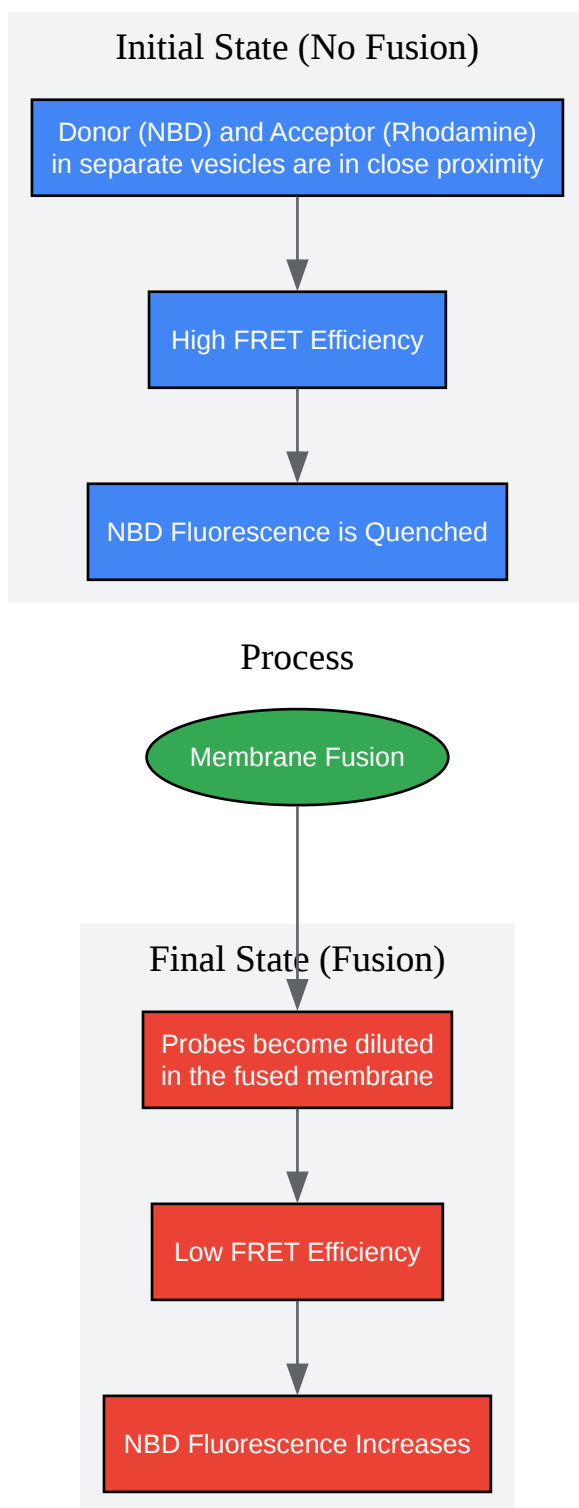 Initial State (No Fusion)
Donor (NBD) and Acceptor (Rhodamine)
in separate vesicles are in close proximity
High FRET Efficiency
NBD Fluorescence is Quenched
Process
Membrane Fusion
Final State (Fusion)
Probes become diluted
in the fused membrane
Low FRET Efficiency
NBD Fluorescence Increases